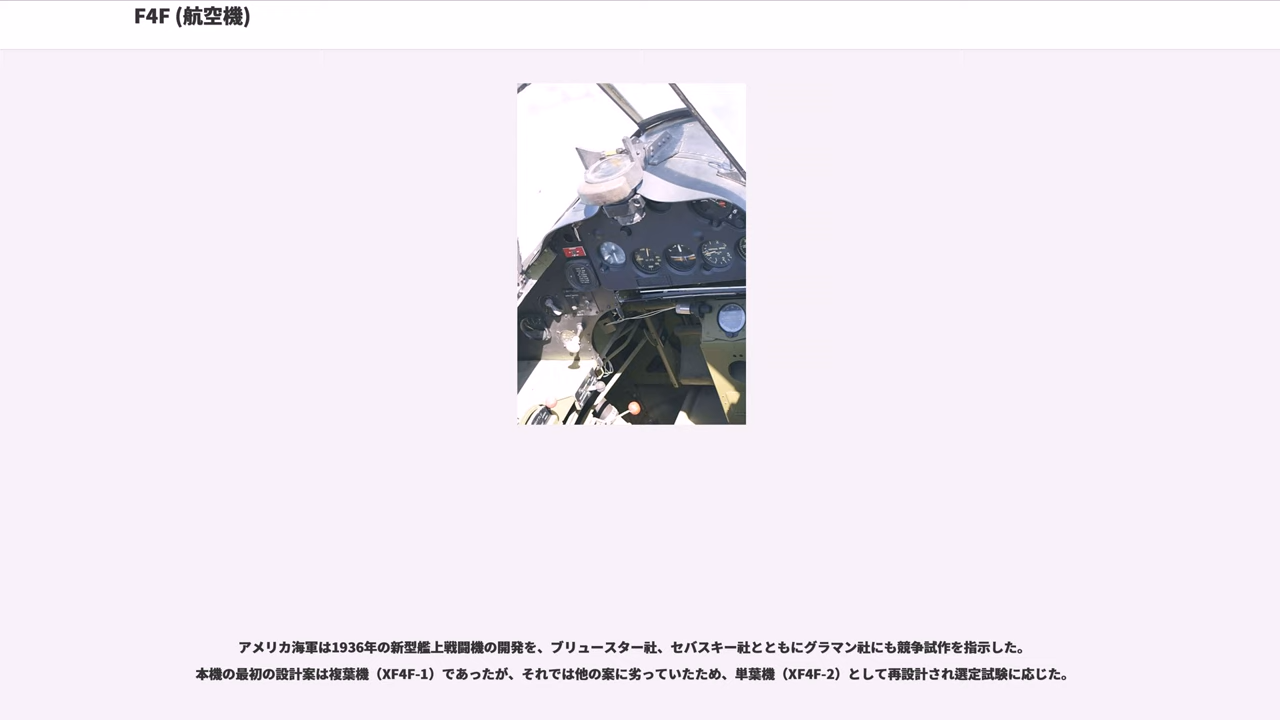 F4F (航空機)
アメリカ海軍は1936年の新型艦上戦闘機の開発を、ブリュースター社、セバスキー社とともにグラマン社にも競争試作を指示した。
本機の最初の設計案は複葉機（XF4F-1）であったが、それでは他の案に劣っていたため、単葉機（XF4F-2）として再設計され選定試験に応じた。